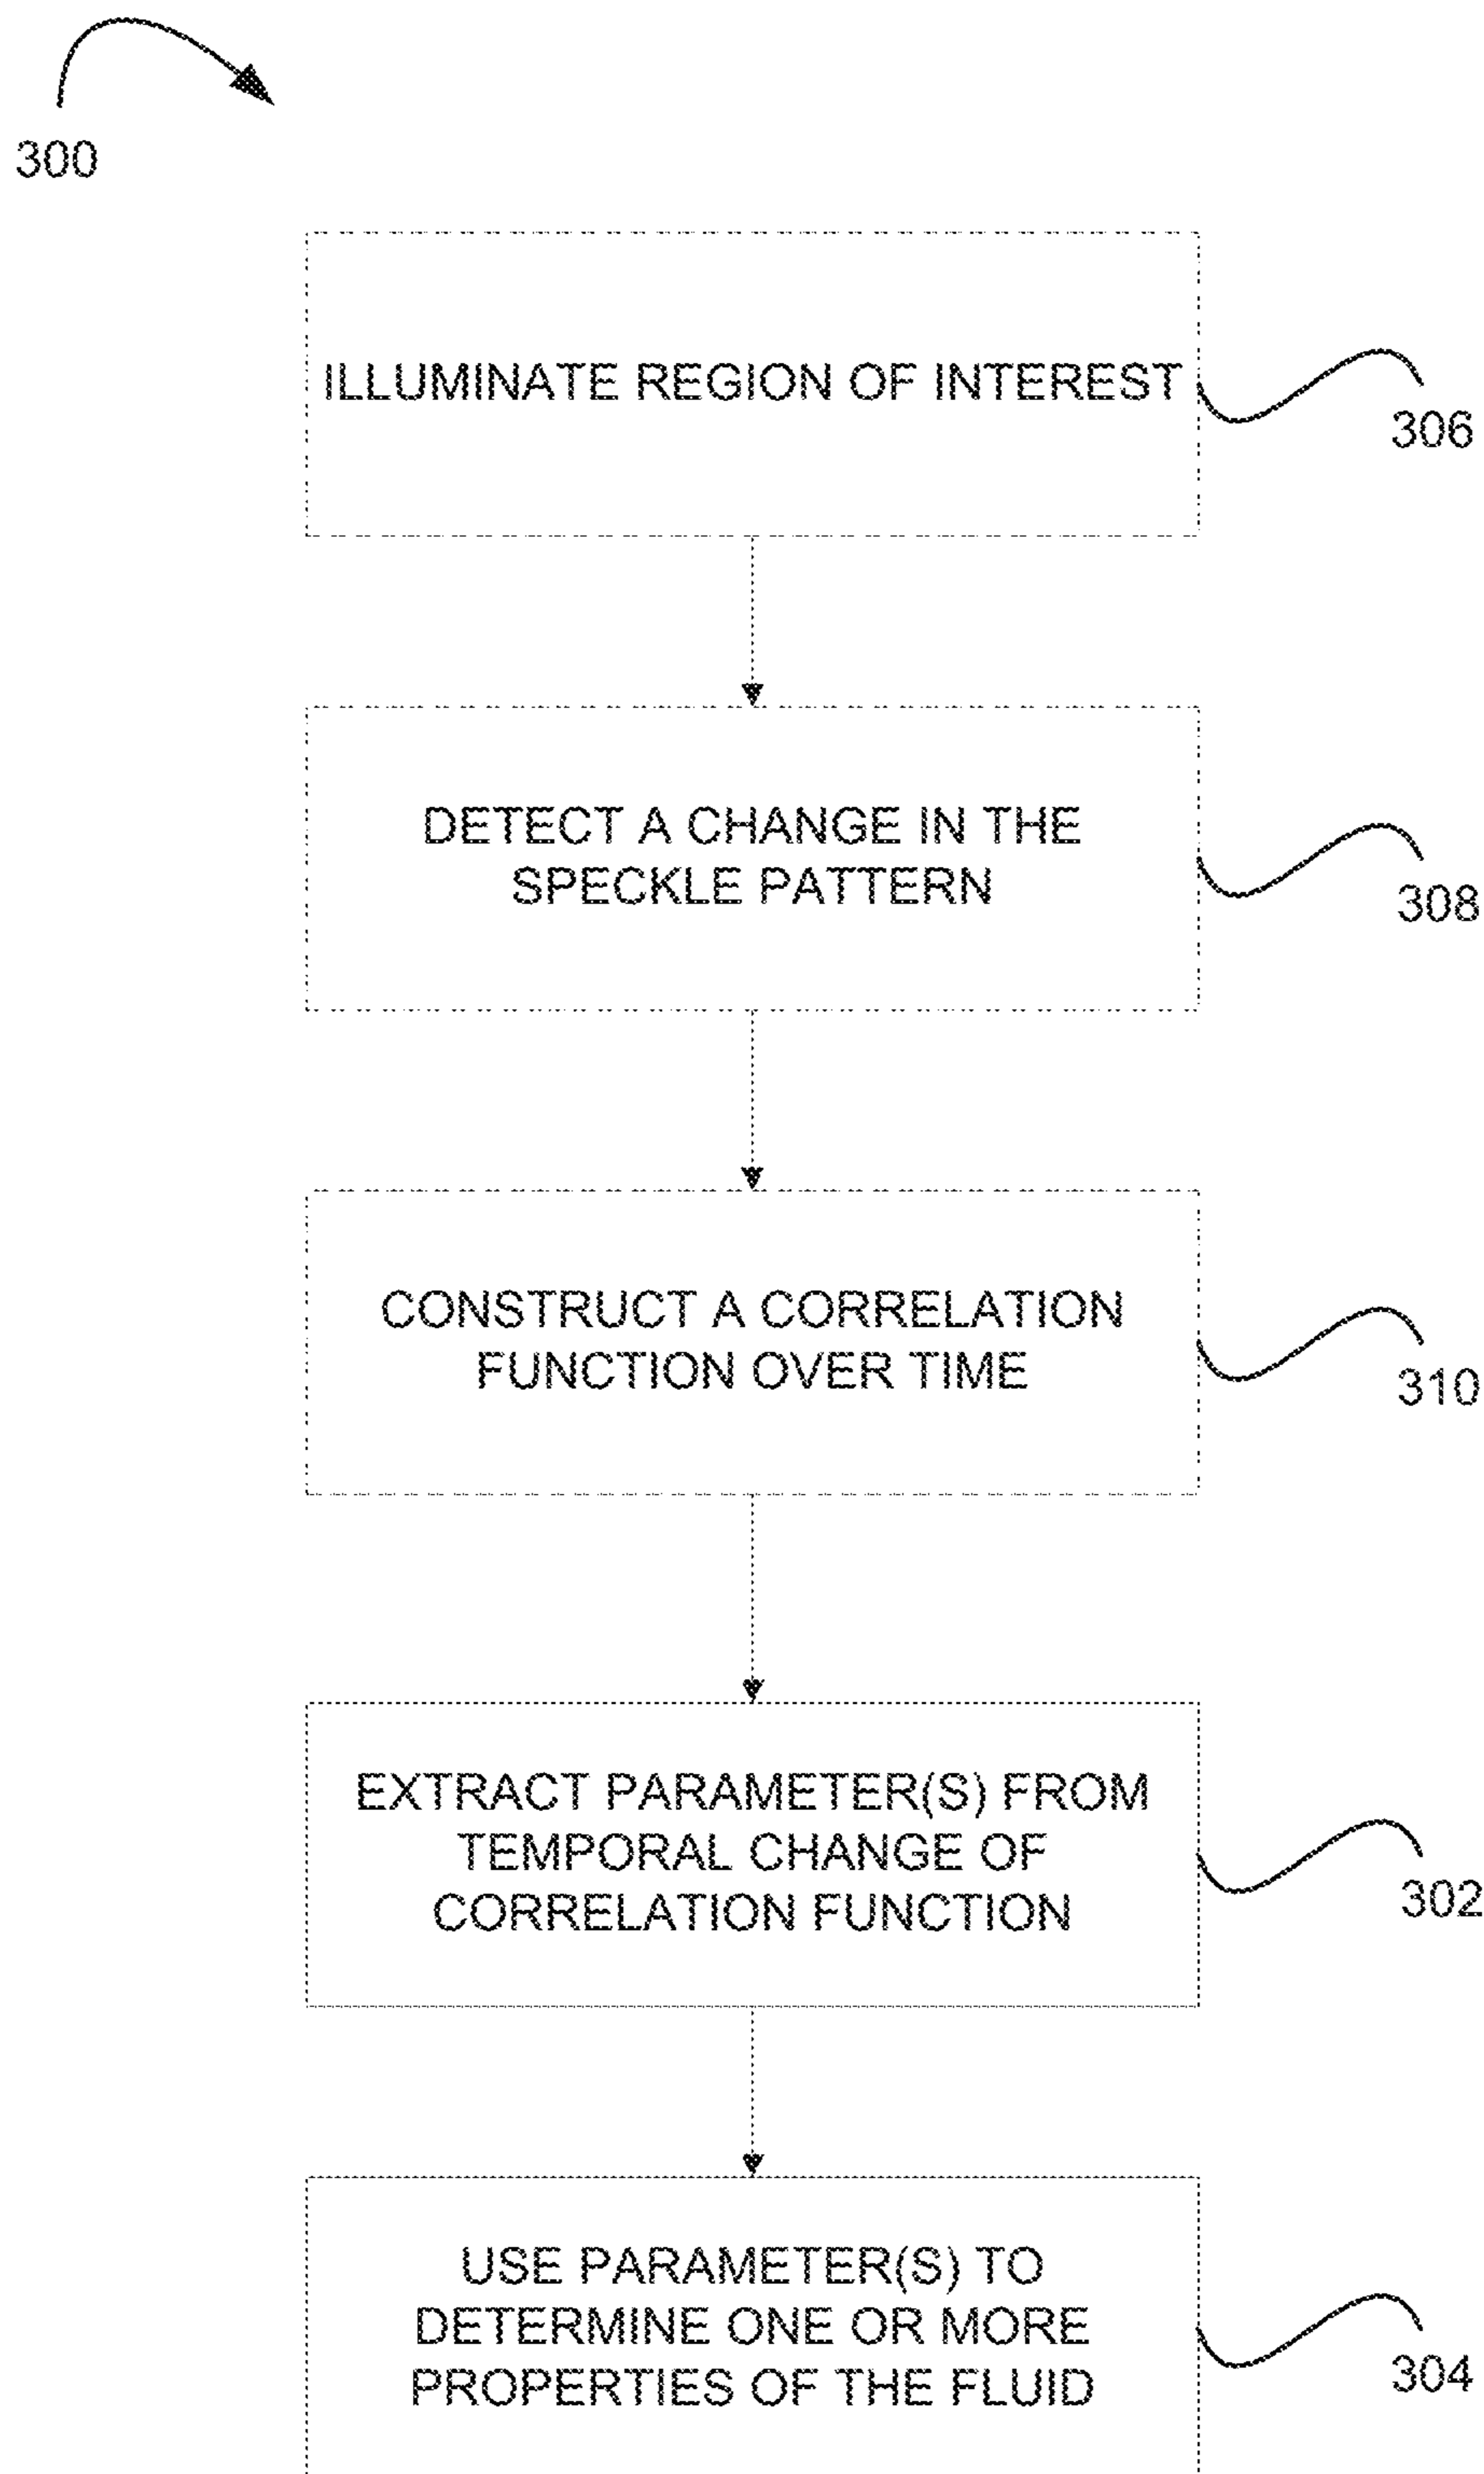 300
ILLUMINATE REGION OF INTEREST
306
DETECT A CHANGE IN THE
SPECKLE PATTERN
308
CONSTRUCT A CORRELATION
FUNCTION OVER TIME
310
EXTRACT PARAMETER(S) FROM
TEMPORAL CHANGE OF
CORRELATION FUNCTION
302
USE PARAMETER(S) TO
DETERMINE ONE OR MORE
PROPERTIES OF THE FLUID
304